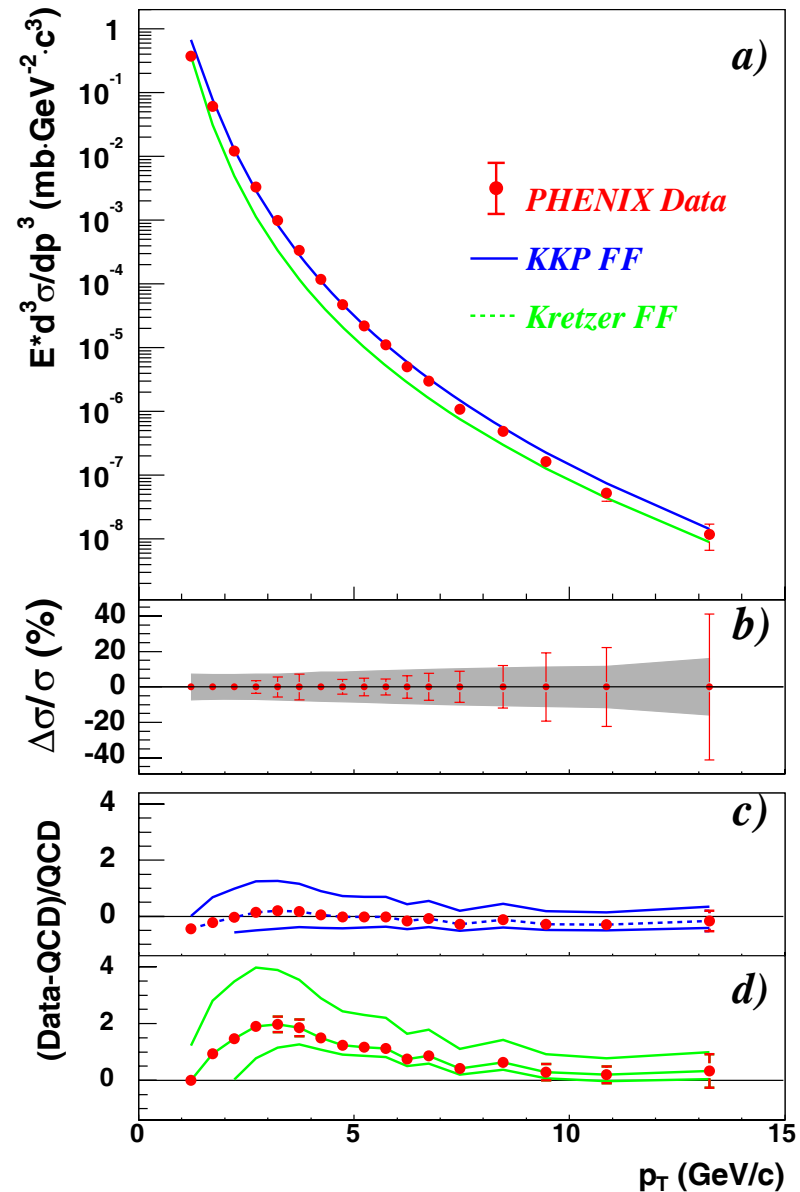 a)
E*d³σ/dp³ (mb·GeV⁻²·c³)
1
10⁻¹
10⁻²
10⁻³
10⁻⁴
10⁻⁵
10⁻⁶
10⁻⁷
10⁻⁸
PHENIX Data
KKP FF
Kretzer FF
b)
Δσ/σ (%)
40
20
0
-20
-40
c)
(Data-QCD)/QCD
4
2
0
d)
4
2
0
0
5
10
15
p_T (GeV/c)